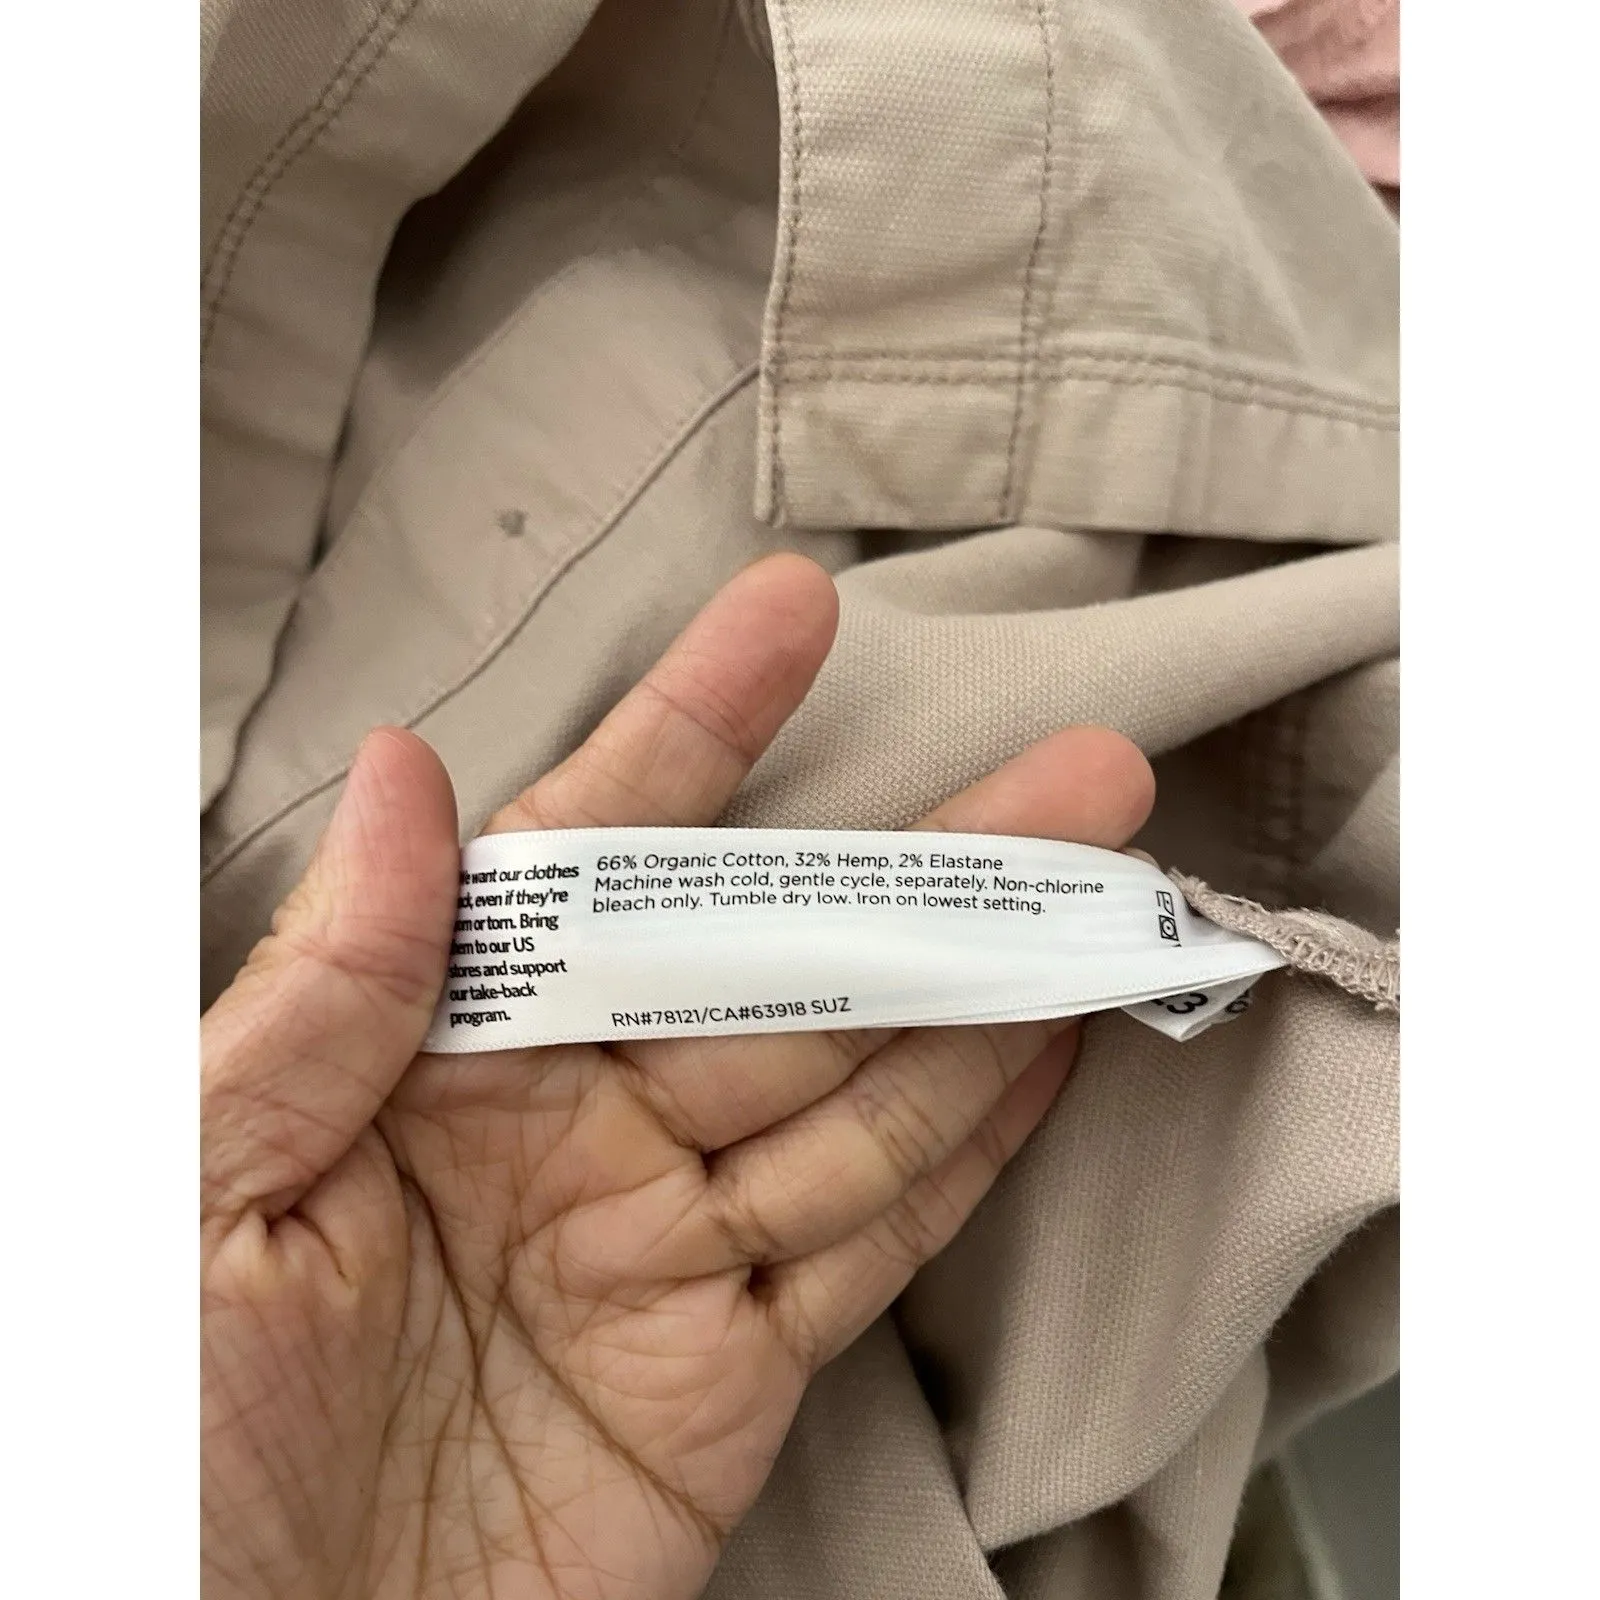 want our clothes
even if they're
or torn. Bring
to our US
stores and support
our take-back
program.
66% Organic Cotton, 32% Hemp, 2% Elastane
Machine wash cold, gentle cycle, separately. Non-chlorine
bleach only. Tumble dry low. Iron on lowest setting.
RN#78121/CA#63918 SUZ